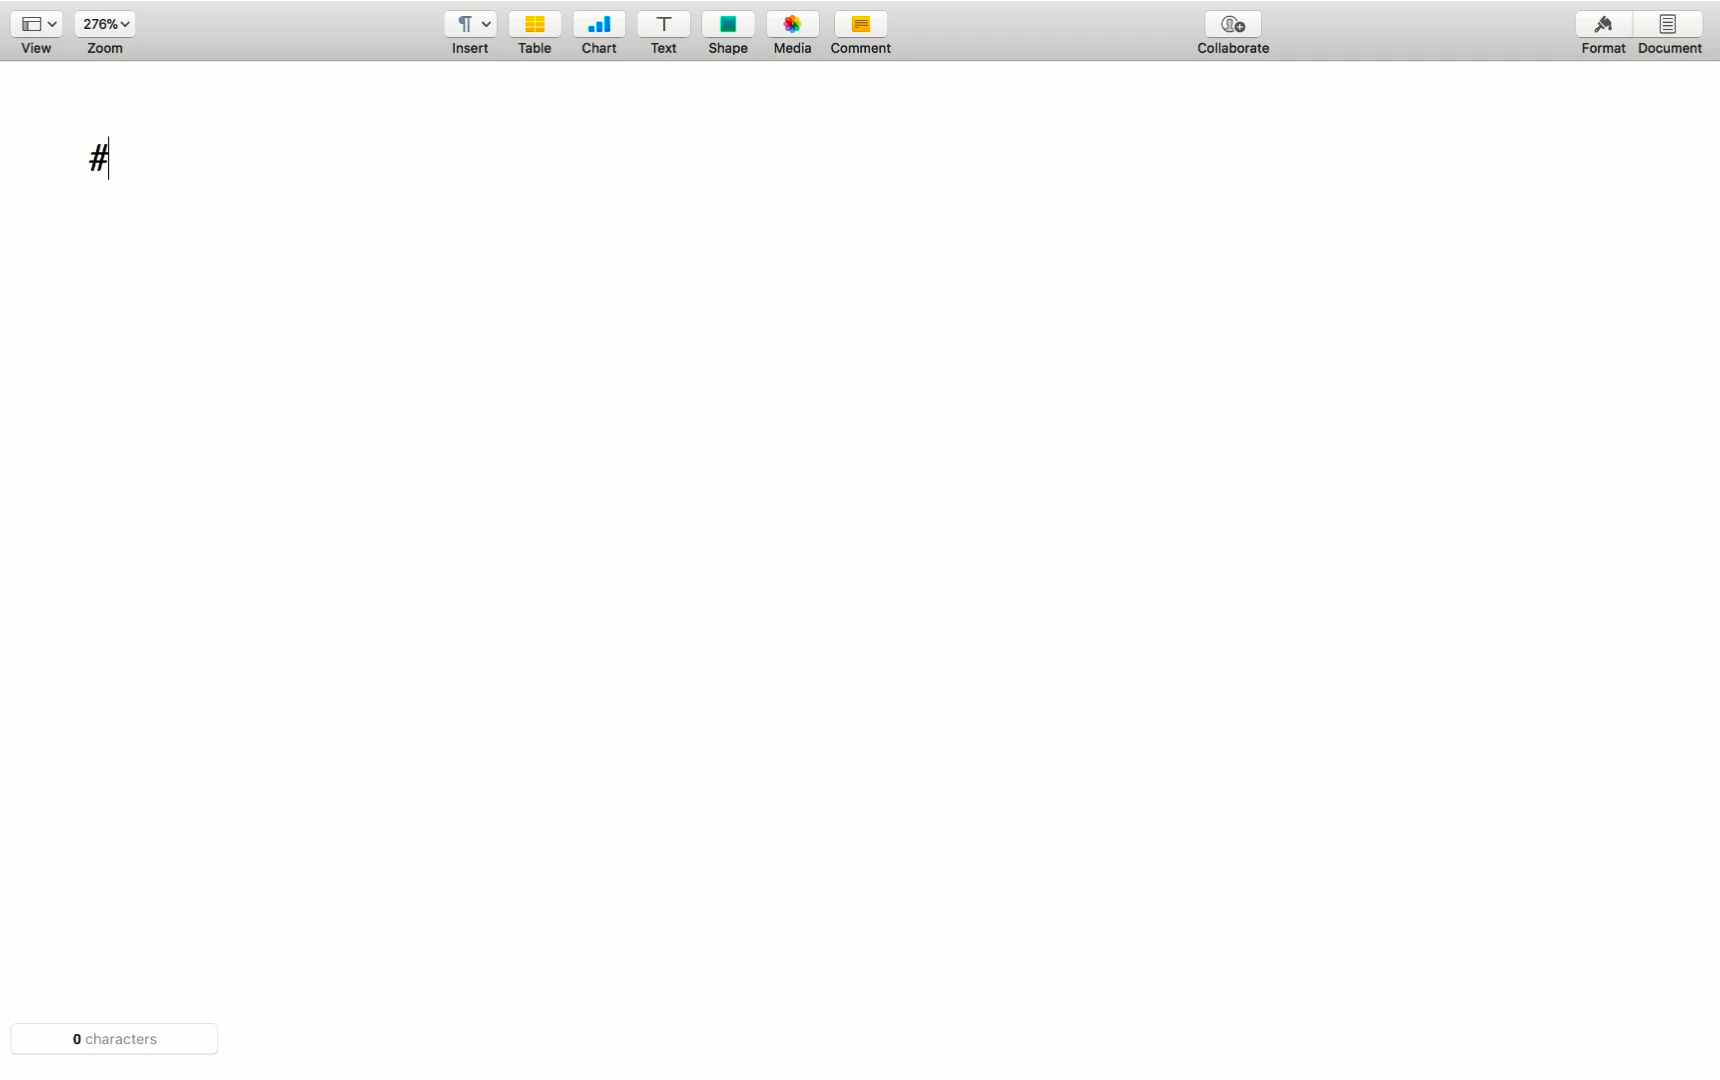 276%
View
Zoom
Insert
Table
Chart
Text
Shape
Media
Comment
Collaborate
Format
Document
#
0 characters